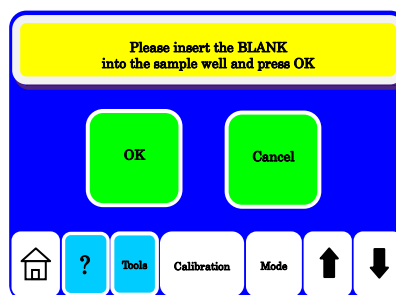 Please insert the BLANK
into the sample well and press OK
OK
Cancel
?
Tools
Calibration
Mode